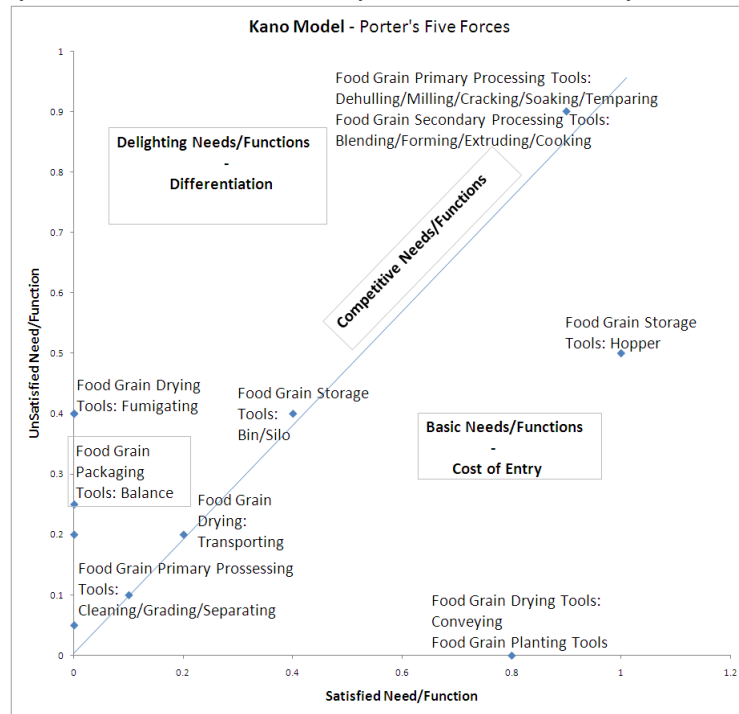 Kano Model - Porter's Five Forces
1
Food Grain Primary Processing Tools:
Dehulling/Milling/Cracking/Soaking/Temparing
0.9
Food Grain Secondary Processing Tools:
Blending/Forming/Extruding/Cooking
Delighting Needs/Functions
-
Differentiation
0.8
0.7
Competitive Needs/Functions
0.6
UnSatisfied Need/Function
Food Grain Storage
Tools: Hopper
0.5
Food Grain Drying
Tools: Fumigating
0.4
Food Grain Storage
Tools:
Bin/Silo
Basic Needs/Functions
-
Cost of Entry
Food Grain
Packaging
Tools: Balance
0.3
Food Grain
Drying:
Transporting
0.2
Food Grain Primary Prossessing
Tools:
Cleaning/Grading/Separating
0.1
Food Grain Drying Tools:
Conveying
Food Grain Planting Tools
0
0 0.2 0.4 0.6 0.8 1 1.2
Satisfied Need/Function